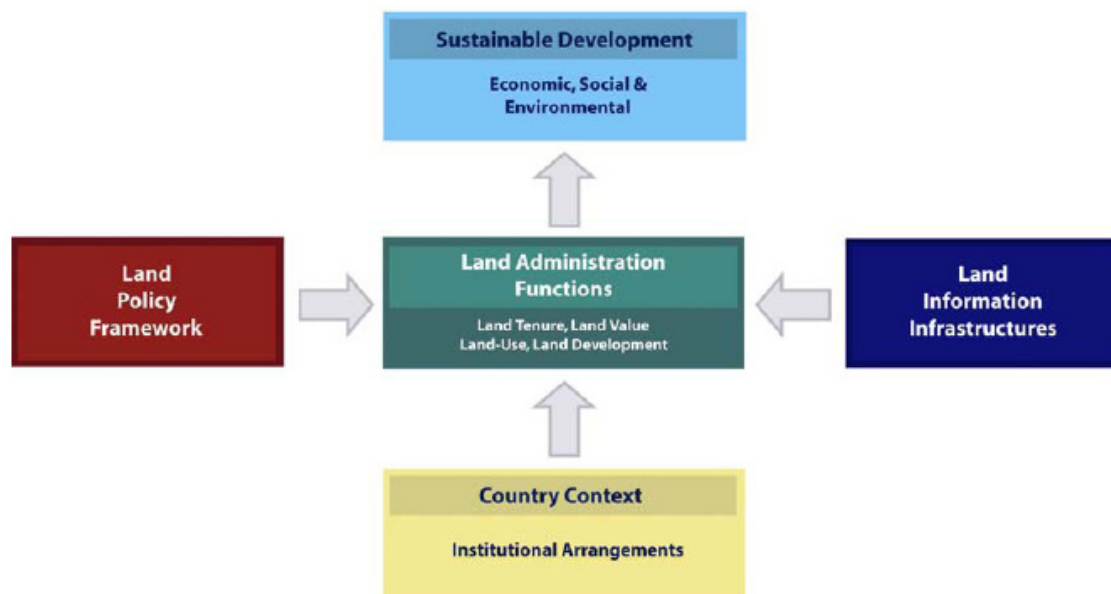 Sustainable Development
Economic, Social &
Environmental
Land
Policy
Framework
Land Administration
Functions
Land Tenure, Land Value
Land-Use, Land Development
Land
Information
Infrastructures
Country Context
Institutional Arrangements